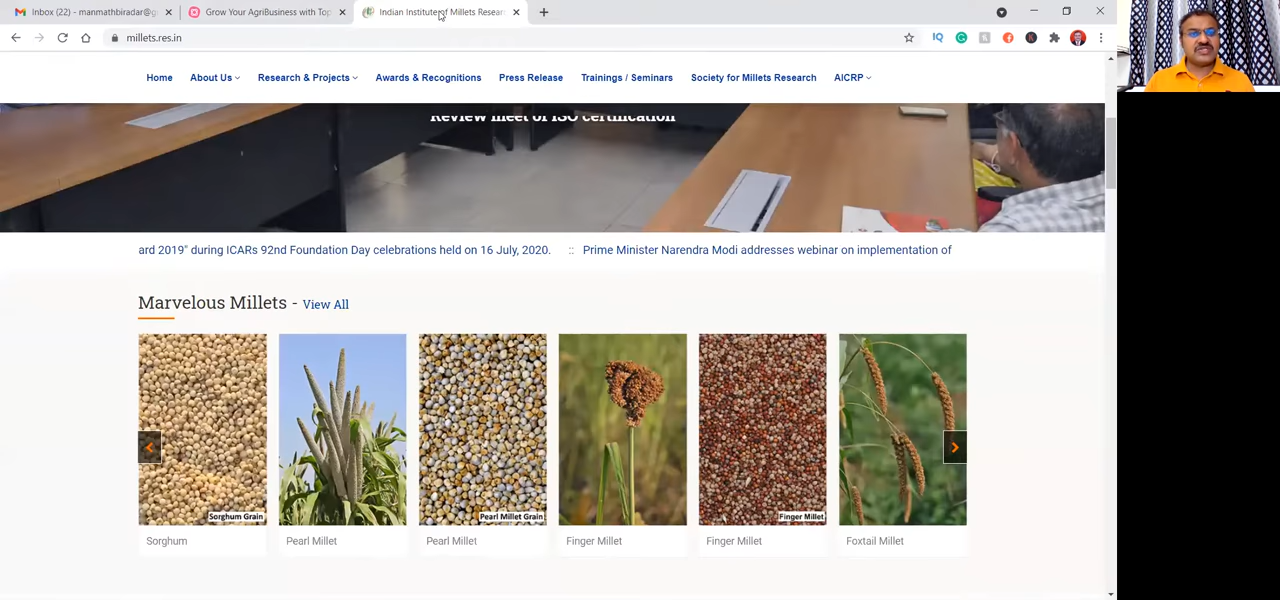 Inbox (22) - manmathbiradar@g
Grow Your AgriBusiness with Top
Indian Institute of Millets Resear
millets.res.in
Home About Us Research & Projects Awards & Recognitions Press Release Trainings / Seminars Society for Millets Research AICRP
Review meet of ISO certification
ard 2019" during ICARs 92nd Foundation Day celebrations held on 16 July, 2020. :: Prime Minister Narendra Modi addresses webinar on implementation of
Marvelous Millets - View All
Sorghum Grain
Pearl Millet Grain
Finger Millet
Sorghum
Pearl Millet
Pearl Millet
Finger Millet
Finger Millet
Foxtail Millet